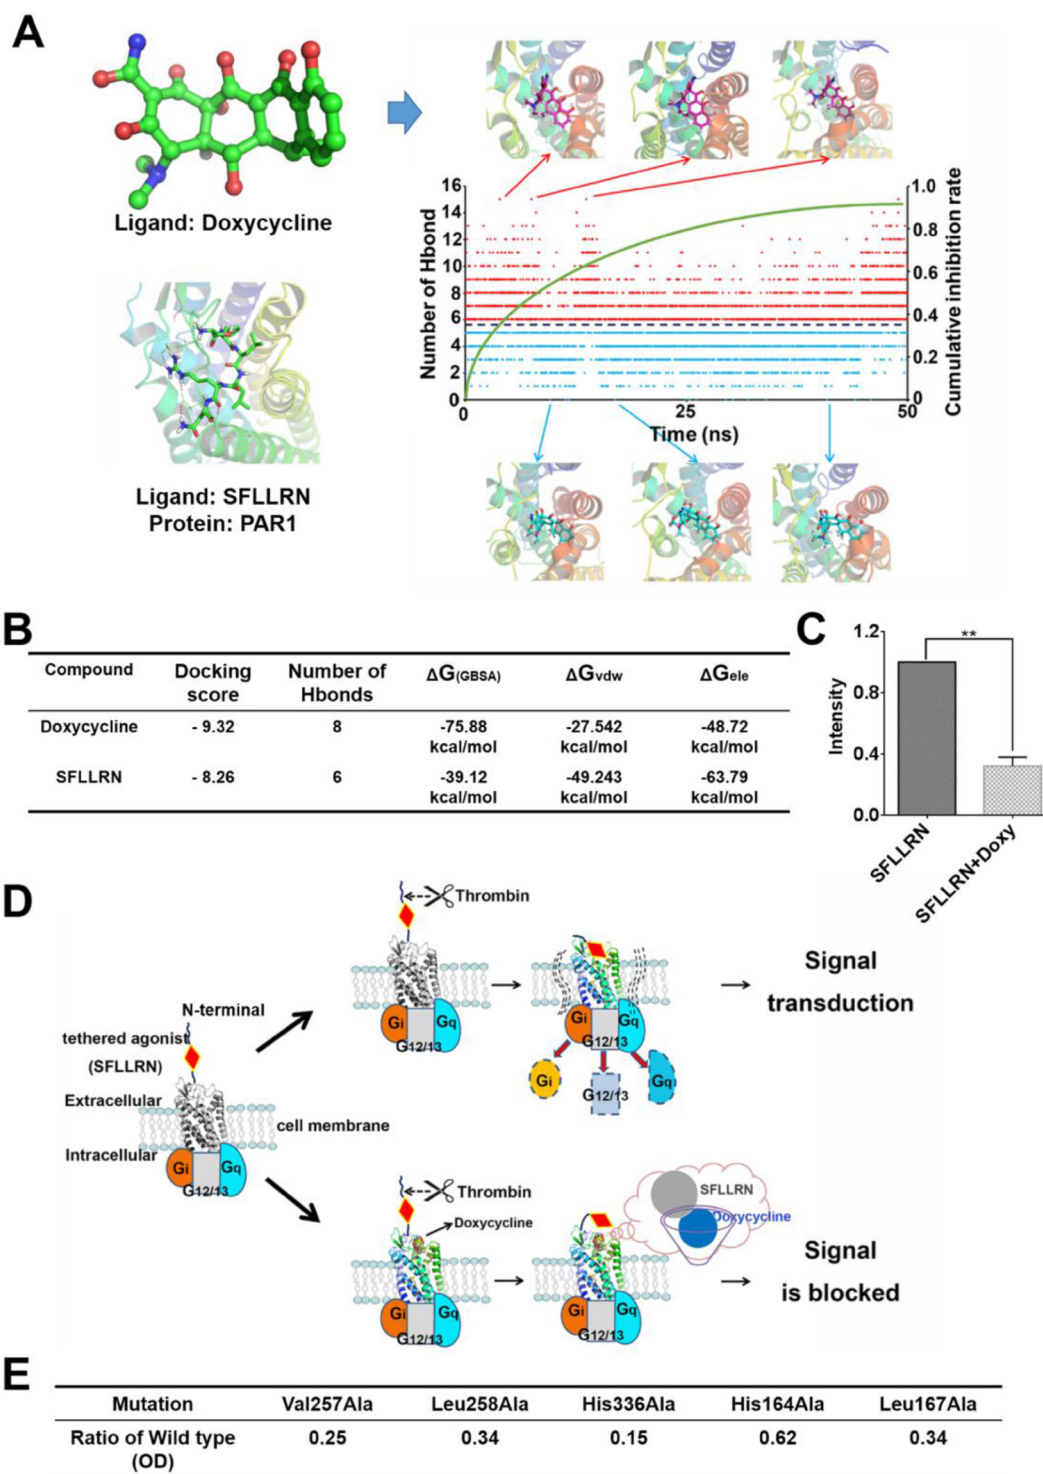 A
Ligand: Doxycycline
Ligand: SFLLRN
Protein: PAR1
Number of Hbond
16
14
12
10
8
6
4
2
0
1.0
0.8
0.6
0.4
0.2
0
Cumulative inhibition rate
0
25
50
Time (ns)
B
Compound Docking score Number of Hbonds ΔG(GBSA) ΔGvdw ΔGele
Doxycycline - 9.32 8 -75.88 kcal/mol -27.542 kcal/mol -48.72 kcal/mol
SFLLRN - 8.26 6 -39.12 kcal/mol -49.243 kcal/mol -63.79 kcal/mol
C
Intensity
1.2
0.8
0.4
0.0
**
SFLLRN
SFLLRN+Doxy
D
N-terminal
tethered agonist
(SFLLRN)
Extracellular
cell membrane
Intracellular
Gi
G12/13
Gq
Thrombin
Gi
G12/13
Gq
Gi
G12/13
Gq
Gi
G12/13
Gq
Signal
transduction
Thrombin
Doxycycline
Gi
G12/13
Gq
Gi
G12/13
Gq
SFLLRN
Doxycycline
Signal
is blocked
E
Mutation Val257Ala Leu258Ala His336Ala His164Ala Leu167Ala
Ratio of Wild type 0.25 0.34 0.15 0.62 0.34
(OD)